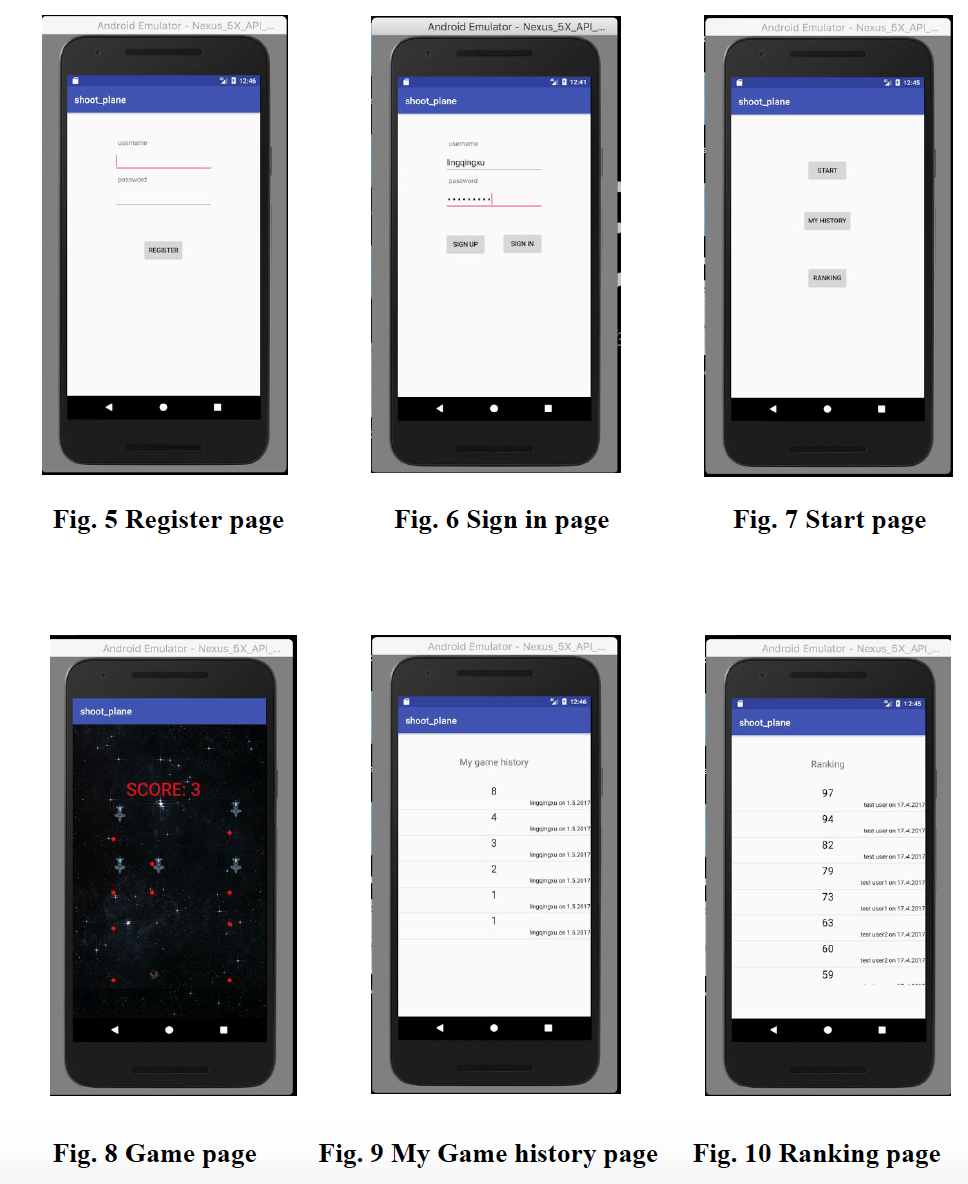 Android Emulator - Nexus_5X_API_...
12:46
shoot_plane
username
password
REGISTER
Fig. 5 Register page
Android Emulator - Nexus_5X_API_...
12:41
shoot_plane
username
lingqingxu
password
SIGN UP SIGN IN
Fig. 6 Sign in page
Android Emulator - Nexus_5X_API_...
12:45
shoot_plane
START
MY HISTORY
RANKING
Fig. 7 Start page
Android Emulator - Nexus_5X_API_...
shoot_plane
SCORE: 3
Fig. 8 Game page
Android Emulator - Nexus_5X_API_...
12:46
shoot_plane
My game history
8
lingqingxu on 1.5.2017
4
lingqingxu on 1.5.2017
3
lingqingxu on 1.5.2017
2
lingqingxu on 1.5.2017
1
lingqingxu on 1.5.2017
1
lingqingxu on 1.5.2017
Fig. 9 My Game history page
Android Emulator - Nexus_5X_API_...
12:45
shoot_plane
Ranking
97
test user on 17.4.2017
94
test user on 17.4.2017
82
test user on 17.4.2017
79
test user1 on 17.4.2017
73
test user1 on 17.4.2017
63
test user2 on 17.4.2017
60
test user2 on 17.4.2017
59
Fig. 10 Ranking page